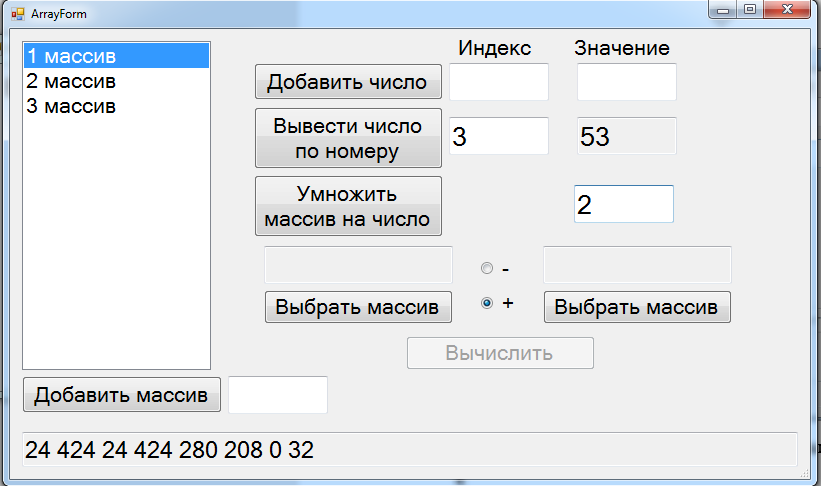 ArrayForm
1 массив
2 массив
3 массив
Индекс
Значение
Добавить число
Вывести число
по номеру
3
53
Умножить
массив на число
2
-
+
Выбрать массив
Выбрать массив
Вычислить
Добавить массив
24 424 24 424 280 208 0 32